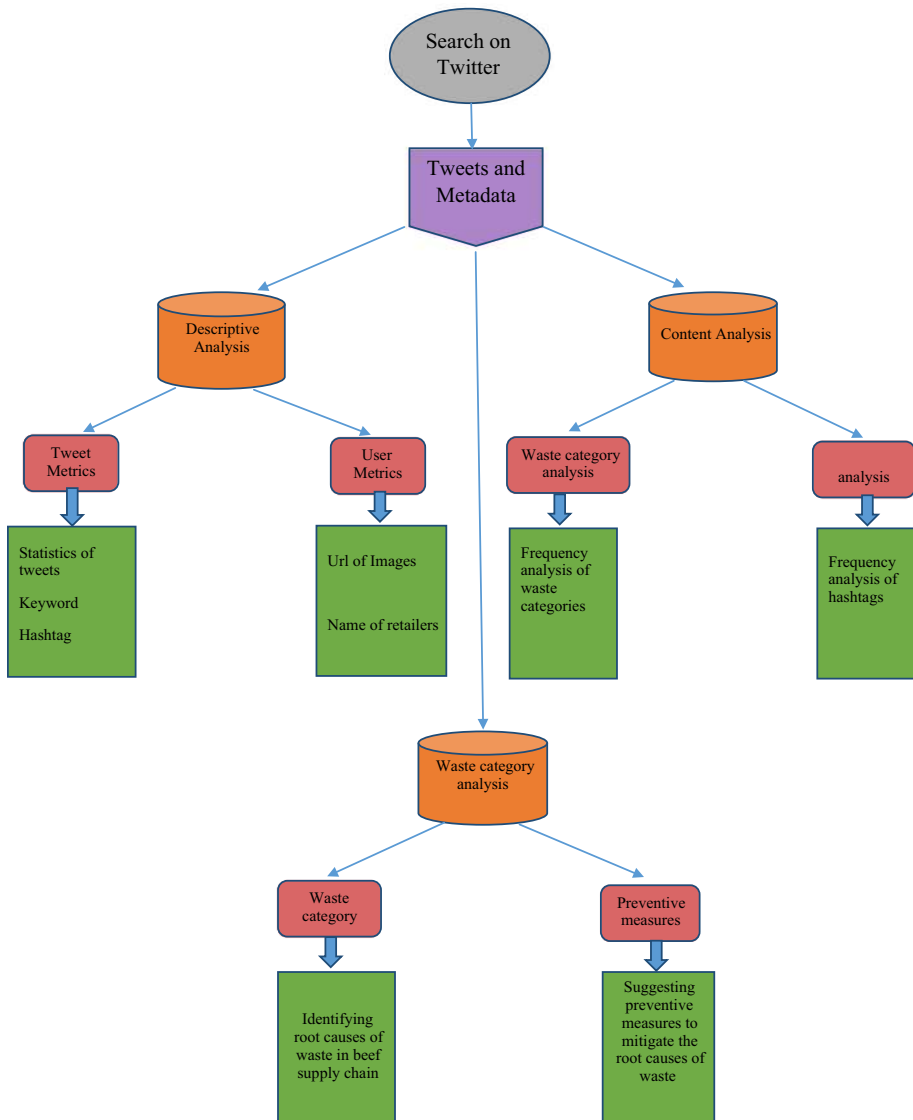 Search on
Twitter
Tweets and
Metadata
Descriptive
Analysis
Content Analysis
Tweet
Metrics
User
Metrics
Waste category
analysis
analysis
Statistics of
tweets
Keyword
Hashtag
Url of Images
Name of retailers
Frequency
analysis of
waste
categories
Frequency
analysis of
hashtags
Waste category
analysis
Waste
category
Preventive
measures
Identifying
root causes of
waste in beef
supply chain
Suggesting
preventive
measures to
mitigate the
root causes of
waste